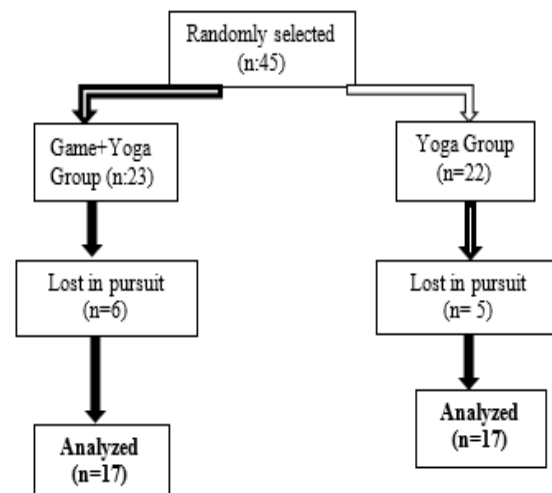 Randomly selected
(n:45)
Game+Yoga
Group (n:23)
Yoga Group
(n=22)
Lost in pursuit
(n=6)
Lost in pursuit
(n= 5)
Analyzed
(n=17)
Analyzed
(n=17)